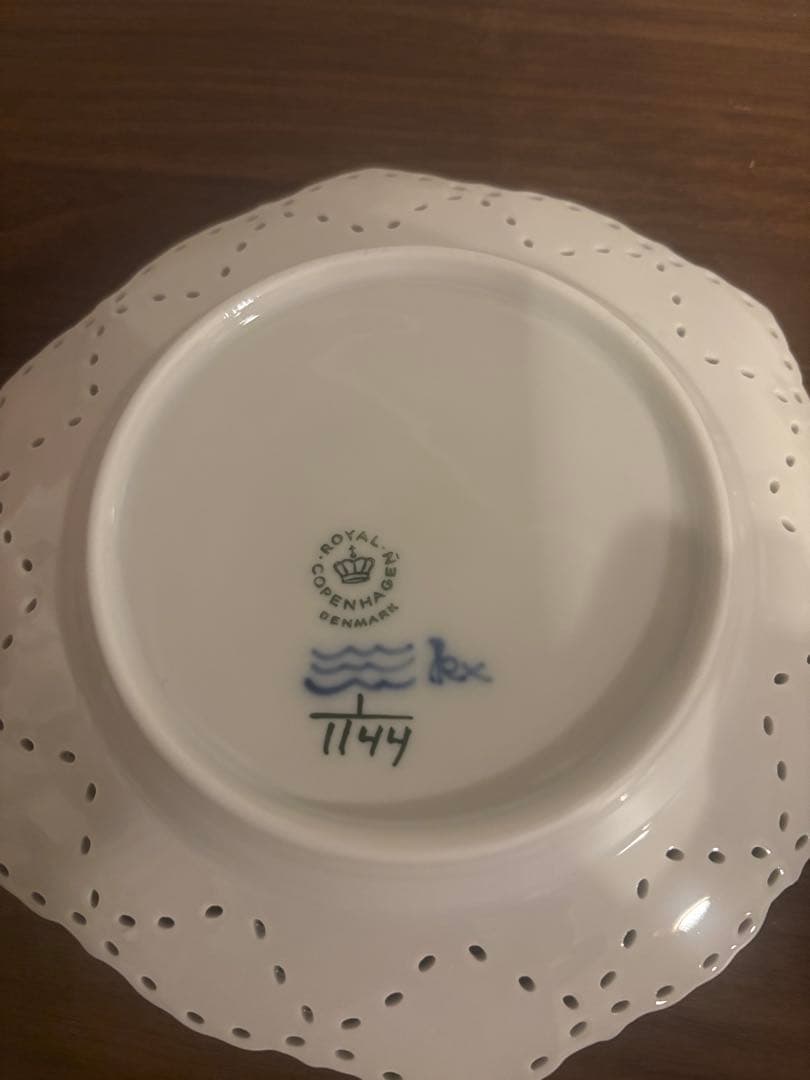 ROYAL
COPENHAGEN
DENMARK
1
1144